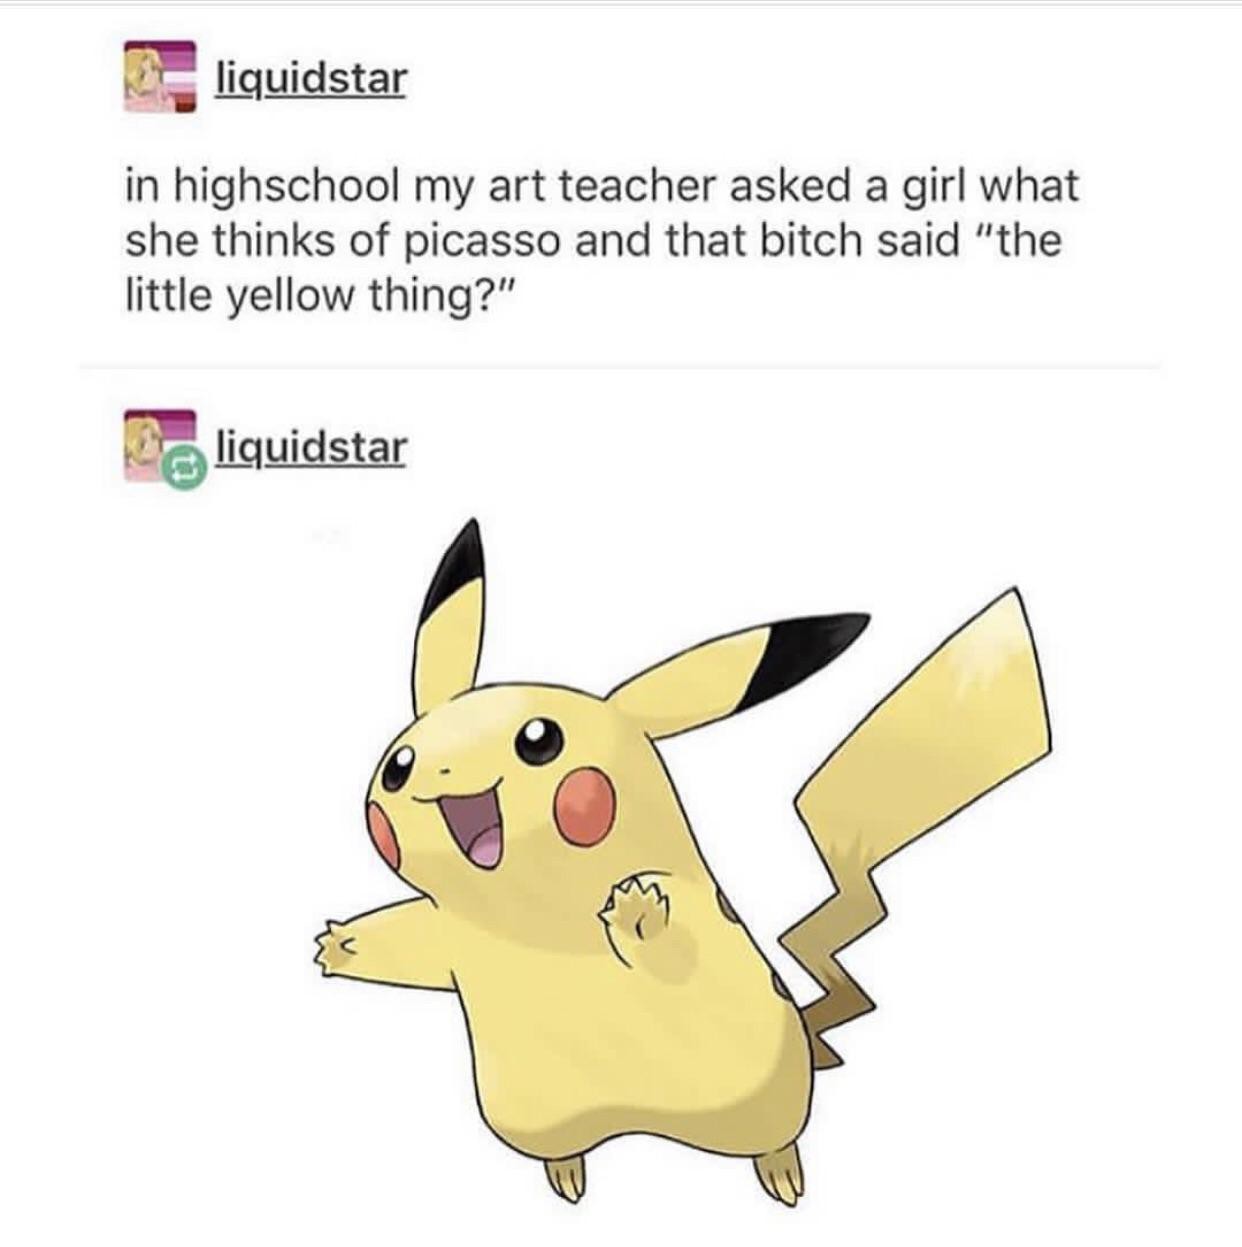 liquidstar
in highschool my art teacher asked a girl what
she thinks of picasso and that bitch said "the
little yellow thing?"
liquidstar